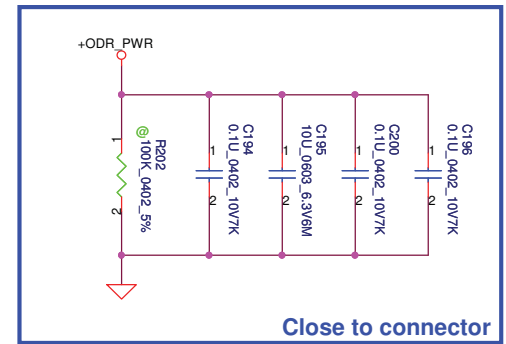 +ODR_PWR
1
@
R202
100K_0402_5%
2
1
C194
0.1U_0402_10V7K
2
1
C195
10U_0603_6.3V6M
2
1
C200
0.1U_0402_10V7K
2
1
C196
0.1U_0402_10V7K
2
Close to connector